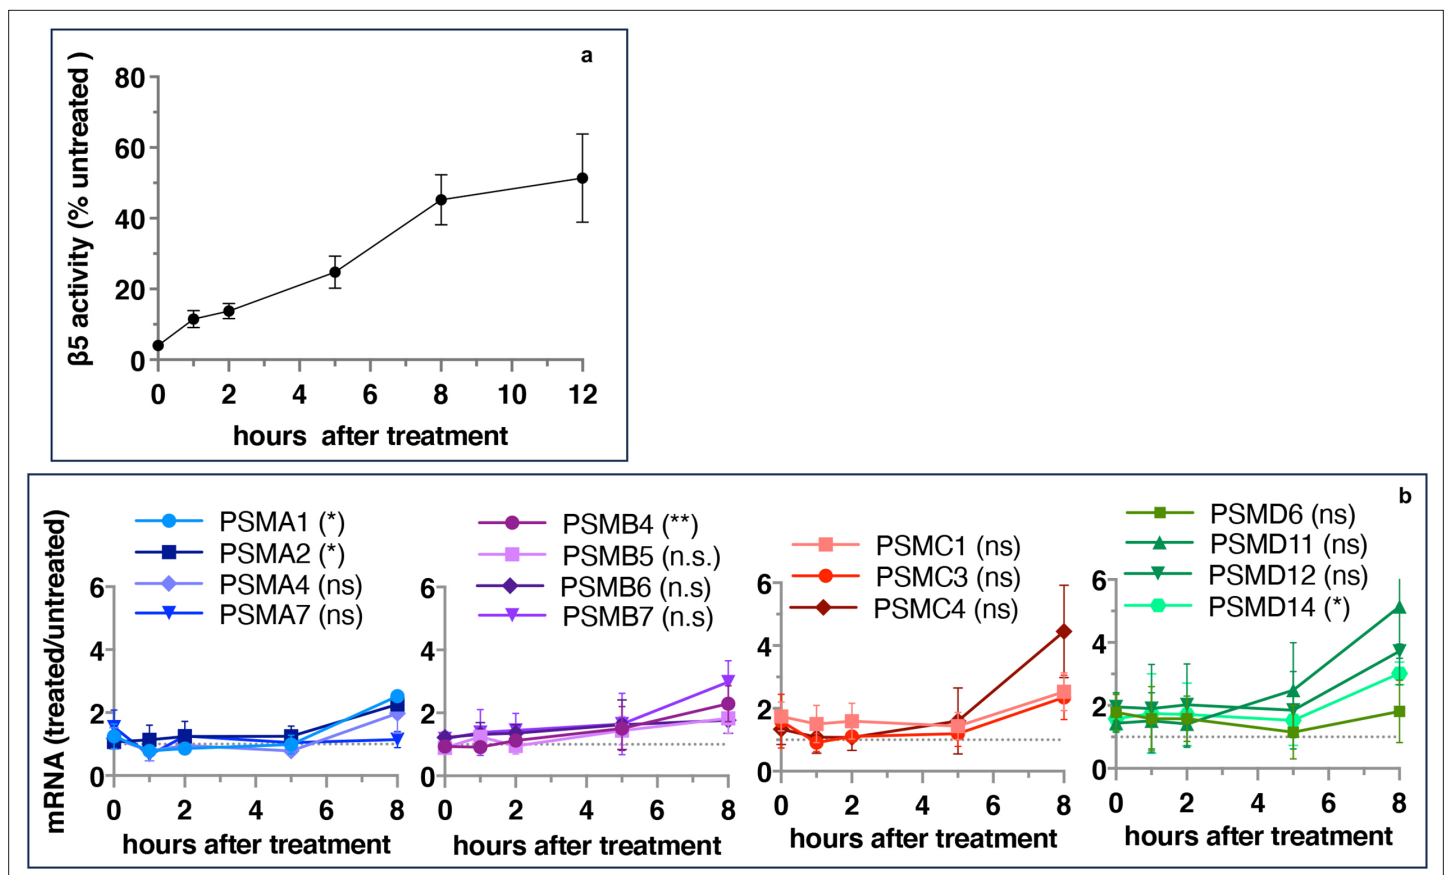 a
β5 activity (% untreated )
80
60
40
20
0
0 2 4 6 8 10 12
hours after treatment
b
mRNA (treated/untreated)
PSMA1 (*)
PSMA2 (*)
PSMA4 (ns)
PSMA7 (ns)
6
4
2
0
0 2 4 6 8
hours after treatment
PSMB4 (**)
PSMB5 (n.s.)
PSMB6 (n.s)
PSMB7 (n.s)
6
4
2
0
0 2 4 6 8
hours after treatment
PSMC1 (ns)
PSMC3 (ns)
PSMC4 (ns)
6
4
2
0
0 2 4 6 8
hours after treatment
PSMD6 (ns)
PSMD11 (ns)
PSMD12 (ns)
PSMD14 (*)
6
4
2
0
0 2 4 6 8
hours after treatment